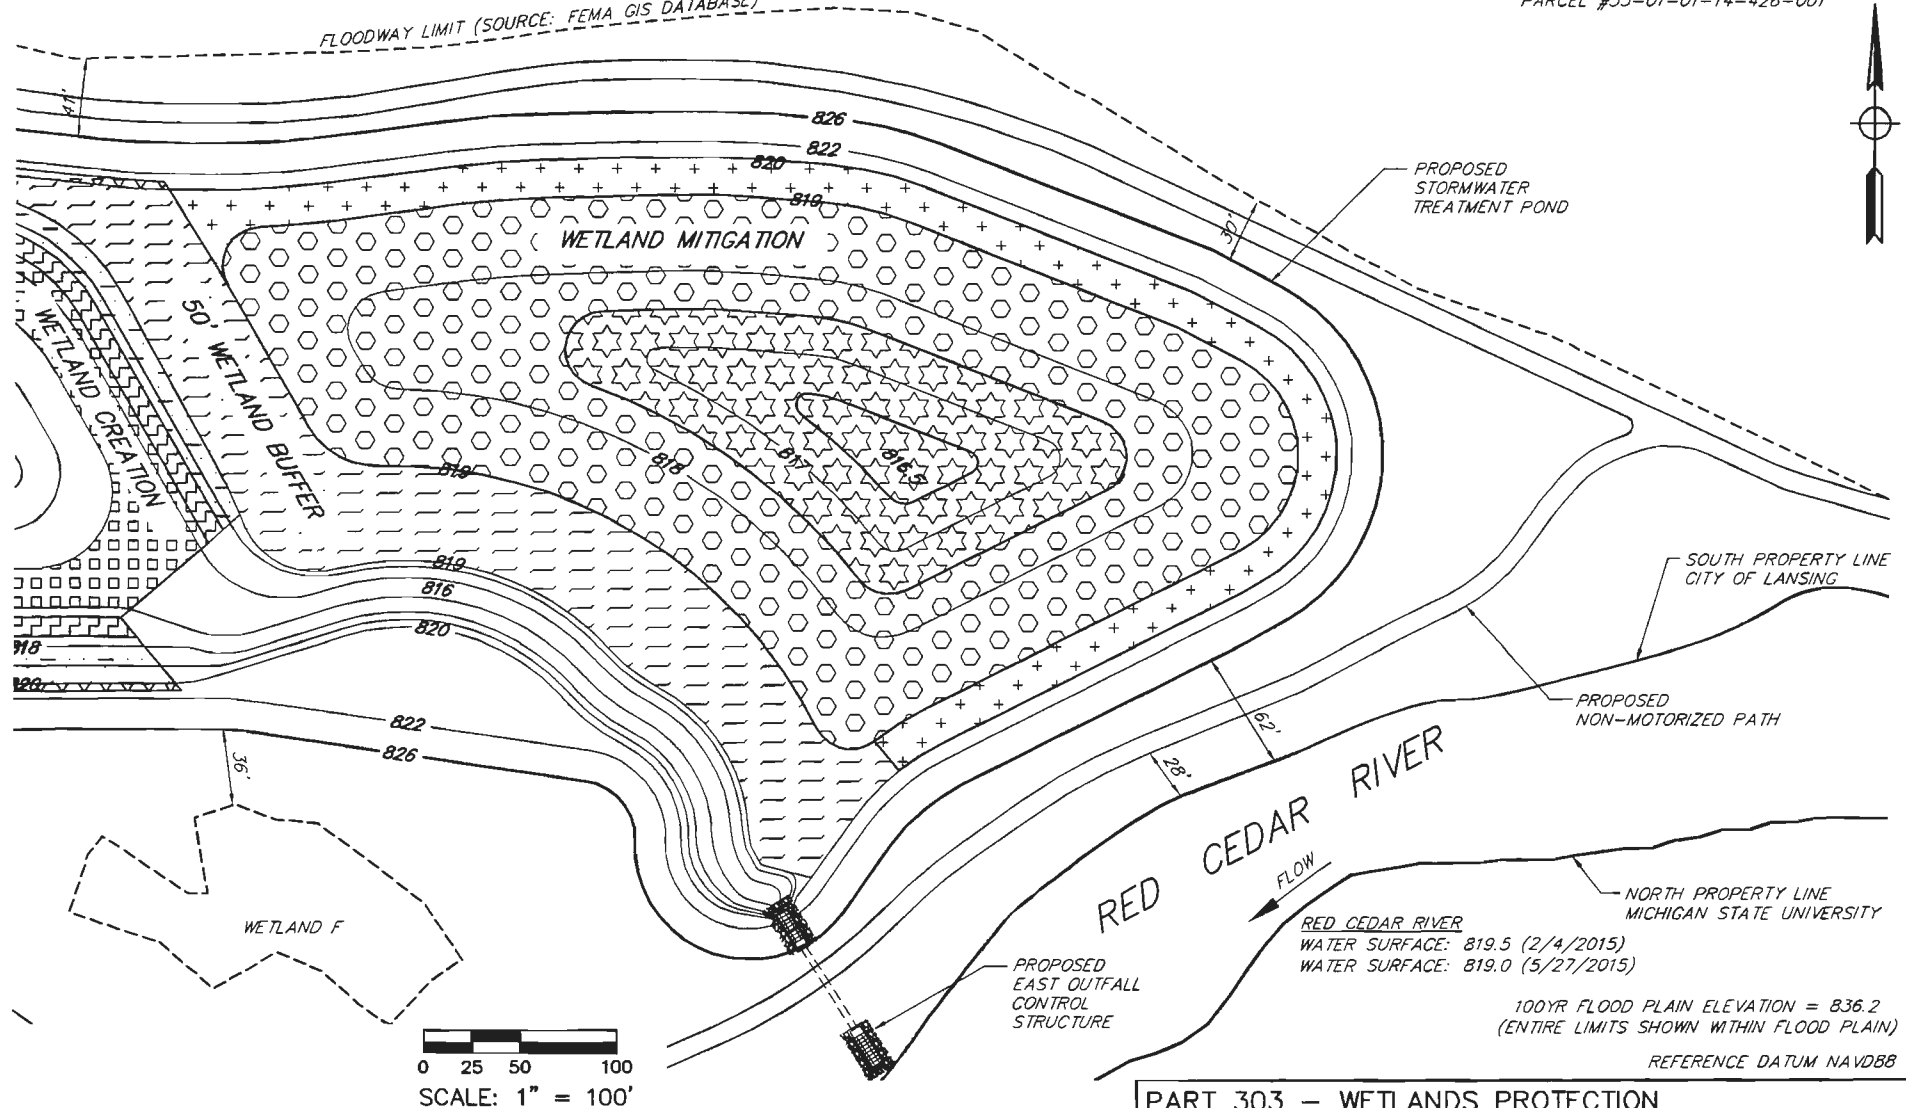 FLOODWAY LIMIT (SOURCE: FEMA GIS DATABASE)
41'
826
822
820
819
WETLAND MITIGATION
PROPOSED
STORMWATER
TREATMENT POND
30'
50' WETLAND BUFFER
WETLAND CREATION
819
818
817
816.5
819
816
820
818
820
822
826
36'
SOUTH PROPERTY LINE
CITY OF LANSING
PROPOSED
NON-MOTORIZED PATH
62'
28'
RED CEDAR RIVER
FLOW
NORTH PROPERTY LINE
MICHIGAN STATE UNIVERSITY
WETLAND F
RED CEDAR RIVER
WATER SURFACE: 819.5 (2/4/2015)
WATER SURFACE: 819.0 (5/27/2015)
PROPOSED
EAST OUTFALL
CONTROL
STRUCTURE
100YR FLOOD PLAIN ELEVATION = 836.2
(ENTIRE LIMITS SHOWN WITHIN FLOOD PLAIN)
REFERENCE DATUM NAVD88
0 25 50 100
SCALE: 1" = 100'
PART 303 - WETLANDS PROTECTION